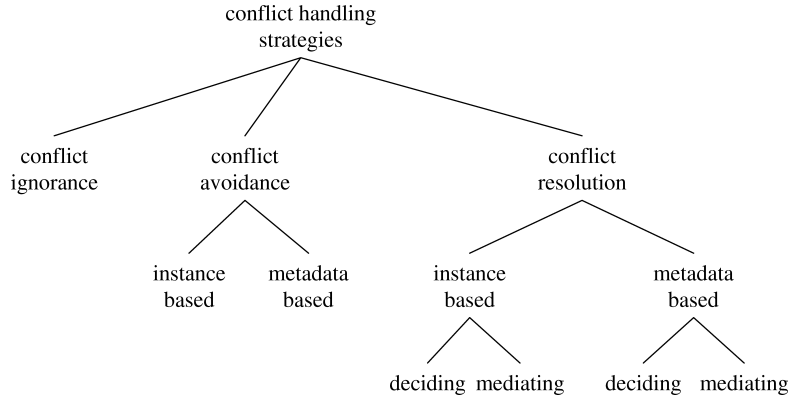 conflict handling
strategies
conflict
ignorance
conflict
avoidance
conflict
resolution
instance
based
metadata
based
instance
based
metadata
based
deciding
mediating
deciding
mediating